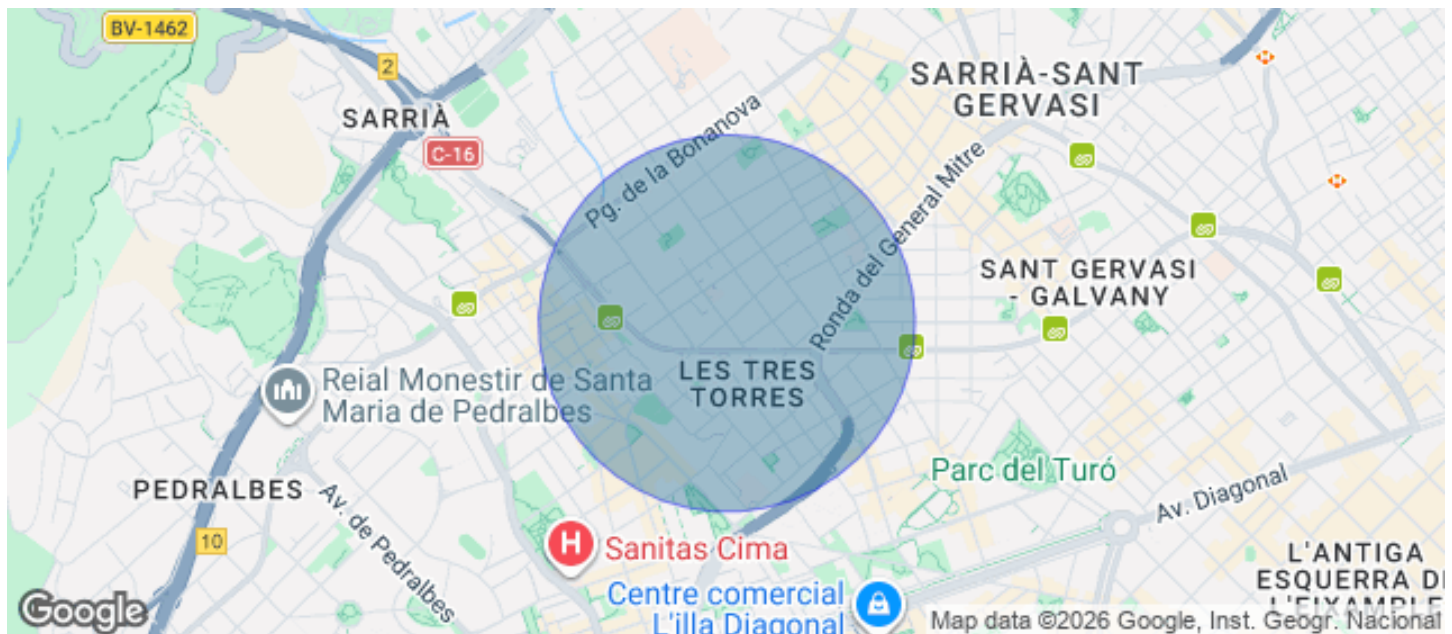 BV-1462
2
SARRIÀ
C-16
SARRIÀ-SANT
GERVASI
Pg. de la Bonanova
Ronda del General Mitre
SANT GERVASI
- GALVANY
LES TRES
TORRES
Reial Monestir de Santa
Maria de Pedralbes
PEDRALBES
Av. de Pedralbes
10
Parc del Turó
Av. Diagonal
H
Sanitas Cima
Centre comercial
L'illa Diagonal
L'ANTIGA
ESQUERRA DE
L'EIXAMPLE
Google
Map data ©2026 Google, Inst. Geogr. Nacional